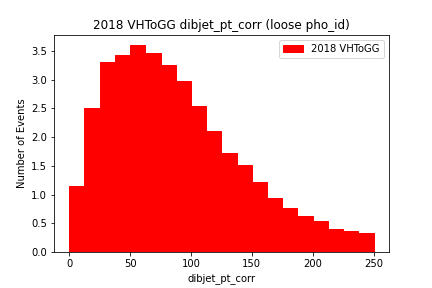 2018 VHToGG dibjet_pt_corr (loose pho_id)
2018 VHToGG
Number of Events
3.5
3.0
2.5
2.0
1.5
1.0
0.5
0.0
0 50 100 150 200 250
dibjet_pt_corr